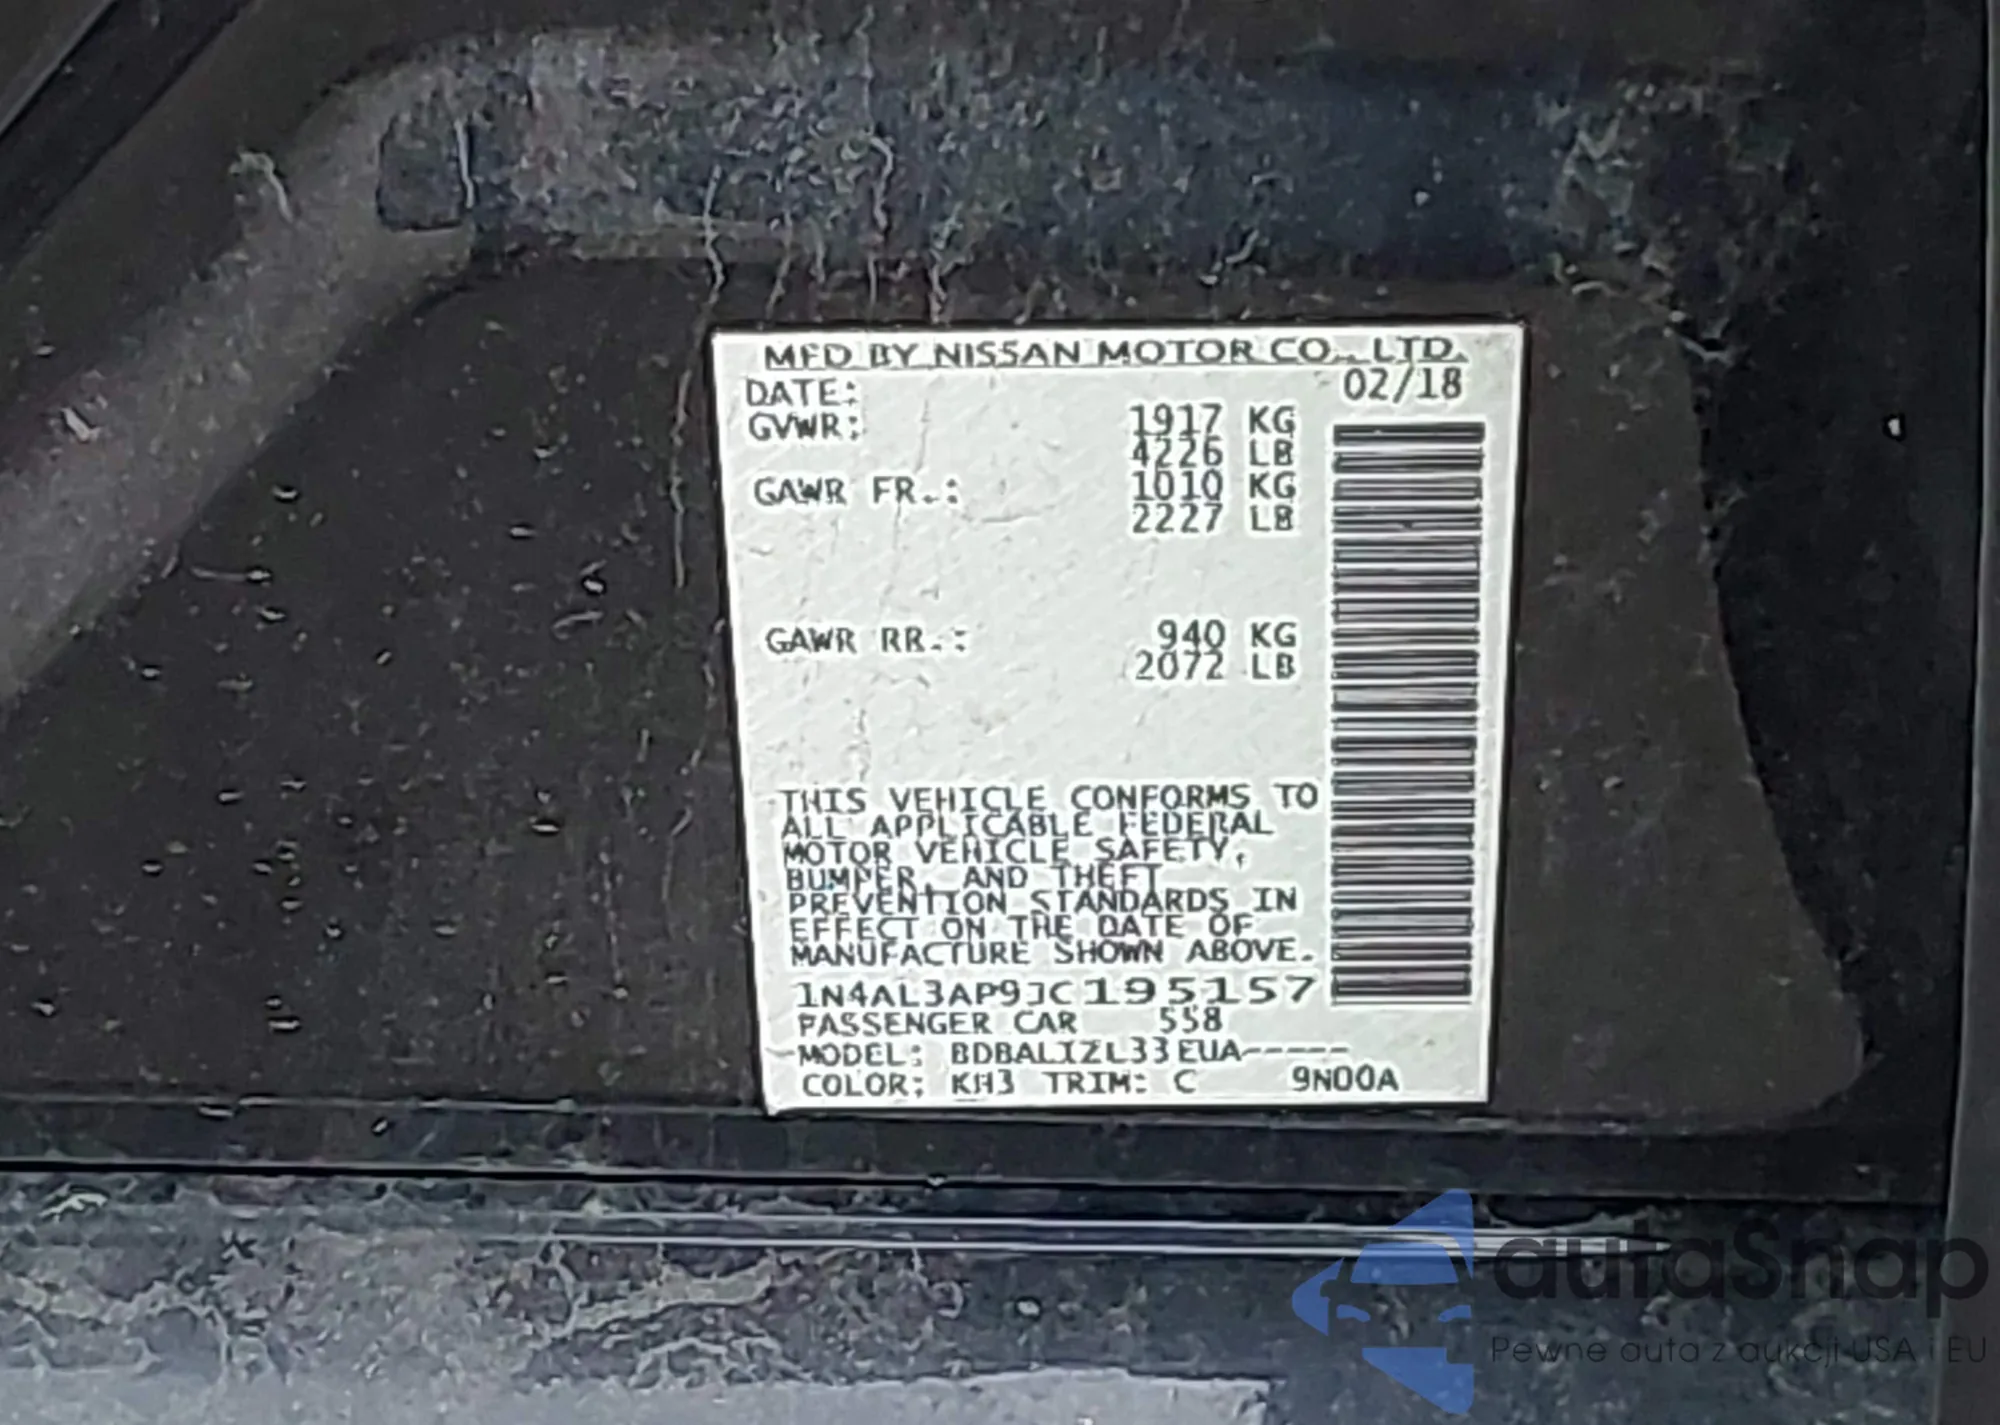 MFD BY NISSAN MOTOR CO., LTD.
DATE: 02/18
GVWR: 1917 KG
4226 LB
GAWR FR.: 1010 KG
2227 LB
GAWR RR.: 940 KG
2072 LB
THIS VEHICLE CONFORMS TO
ALL APPLICABLE FEDERAL
MOTOR VEHICLE SAFETY,
BUMPER, AND THEFT
PREVENTION STANDARDS IN
EFFECT ON THE DATE OF
MANUFACTURE SHOWN ABOVE.
1N4AL3AP9JC195157
PASSENGER CAR 558
MODEL: BDBALIZL33EUA-----
COLOR: KH3 TRIM: C 9N00A
autaSnap
Pewne auta z aukcji USA i EU